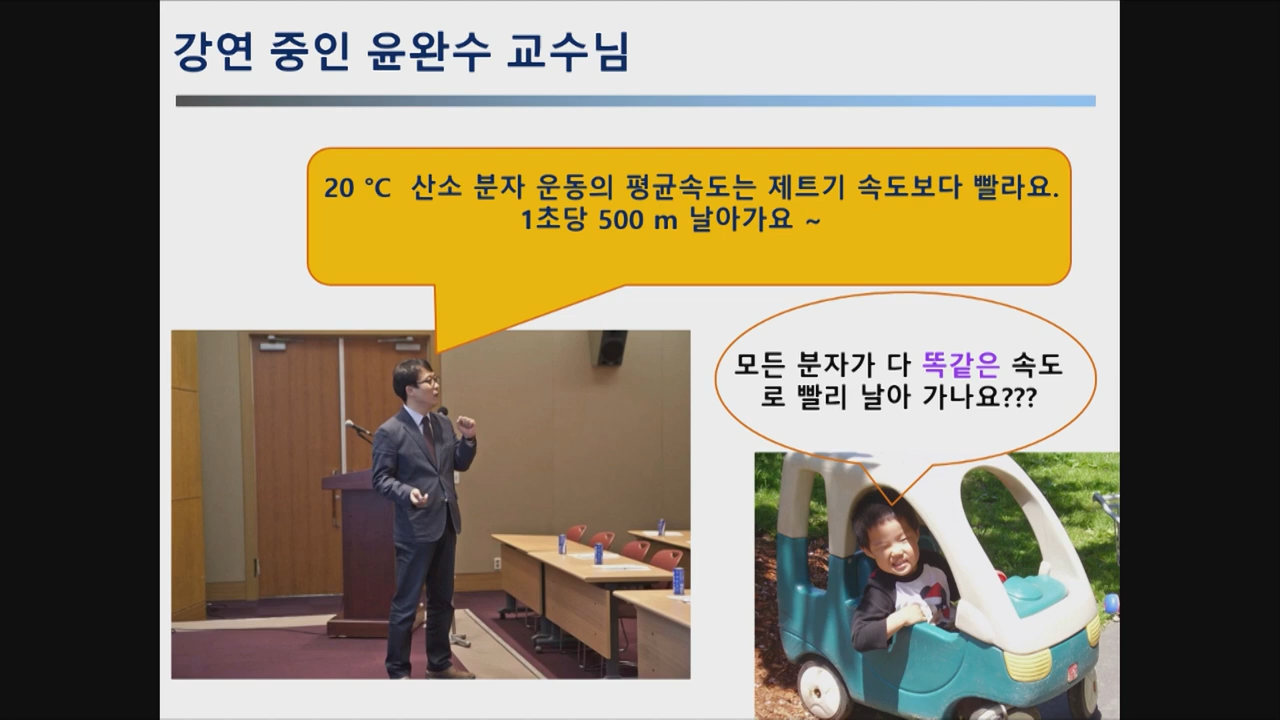 강연 중인 윤완수 교수님
20 ℃ 산소 분자 운동의 평균속도는 제트기 속도보다 빨라요.
1초당 500 m 날아가요 ~
모든 분자가 다 똑같은 속도
로 빨리 날아 가나요???